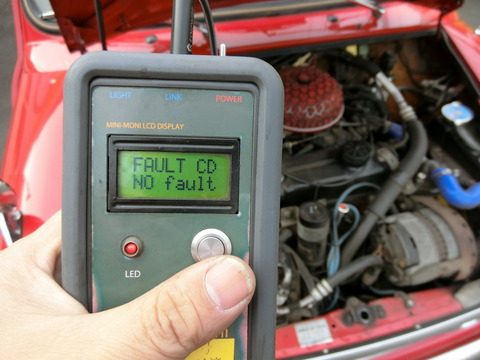 LIGHT LINK POWER
MINI-MONI LCD DISPLAY
FAULT CD
NO fault
LED